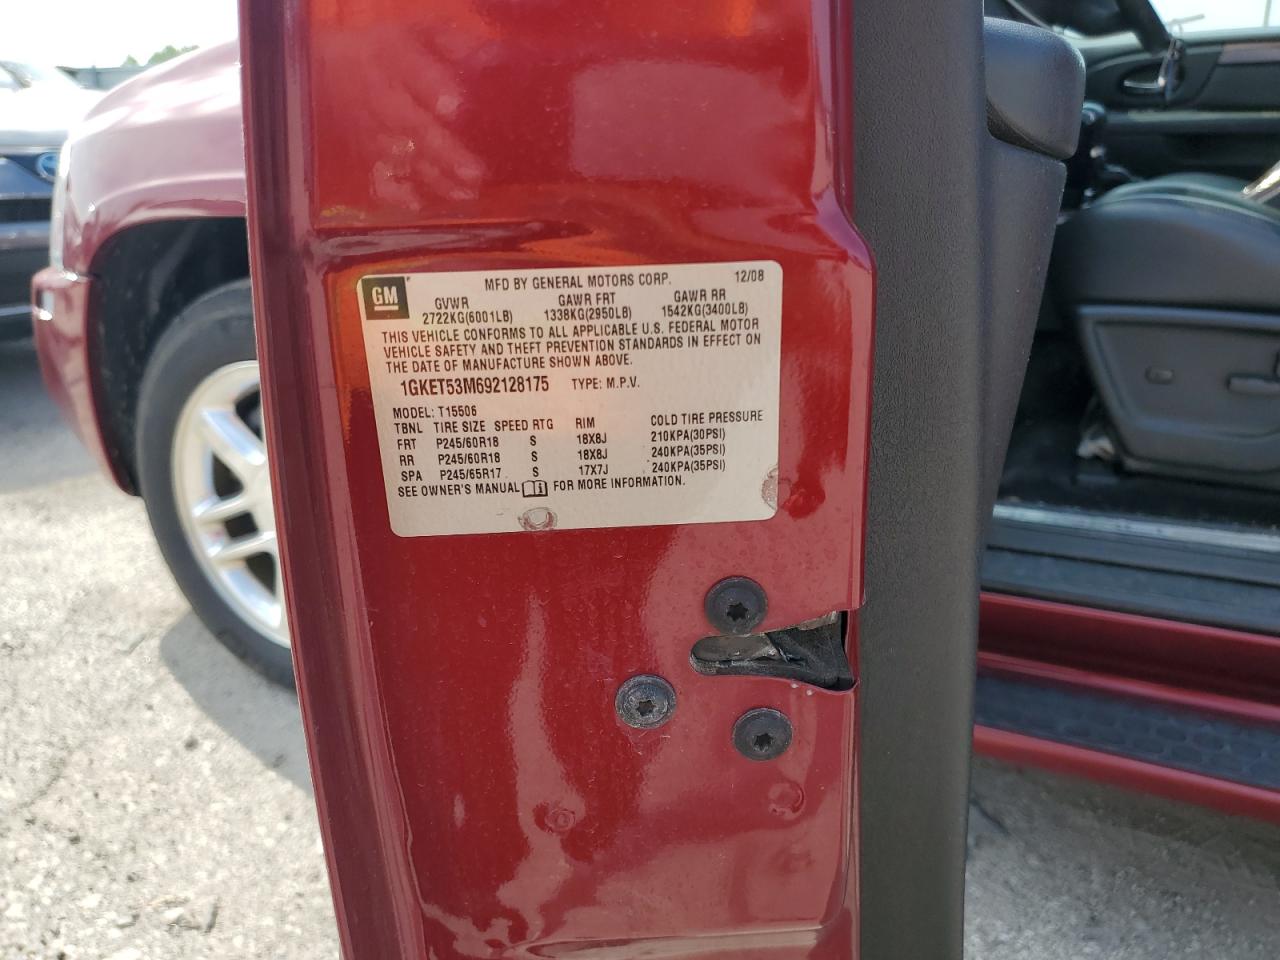 GM MFD BY GENERAL MOTORS CORP. 12/08
GVWR GAWR FRT GAWR RR
2722KG(6001LB) 1338KG(2950LB) 1542KG(3400LB)
THIS VEHICLE CONFORMS TO ALL APPLICABLE U.S. FEDERAL MOTOR
VEHICLE SAFETY AND THEFT PREVENTION STANDARDS IN EFFECT ON
THE DATE OF MANUFACTURE SHOWN ABOVE.
1GKET53M692128175 TYPE: M.P.V.
MODEL: T15506
TBNL TIRE SIZE SPEED RTG RIM COLD TIRE PRESSURE
FRT P245/60R18 S 18X8J 210KPA(30PSI)
RR P245/60R18 S 18X8J 240KPA(35PSI)
SPA P245/65R17 S 17X7J 240KPA(35PSI)
SEE OWNER'S MANUAL FOR MORE INFORMATION.